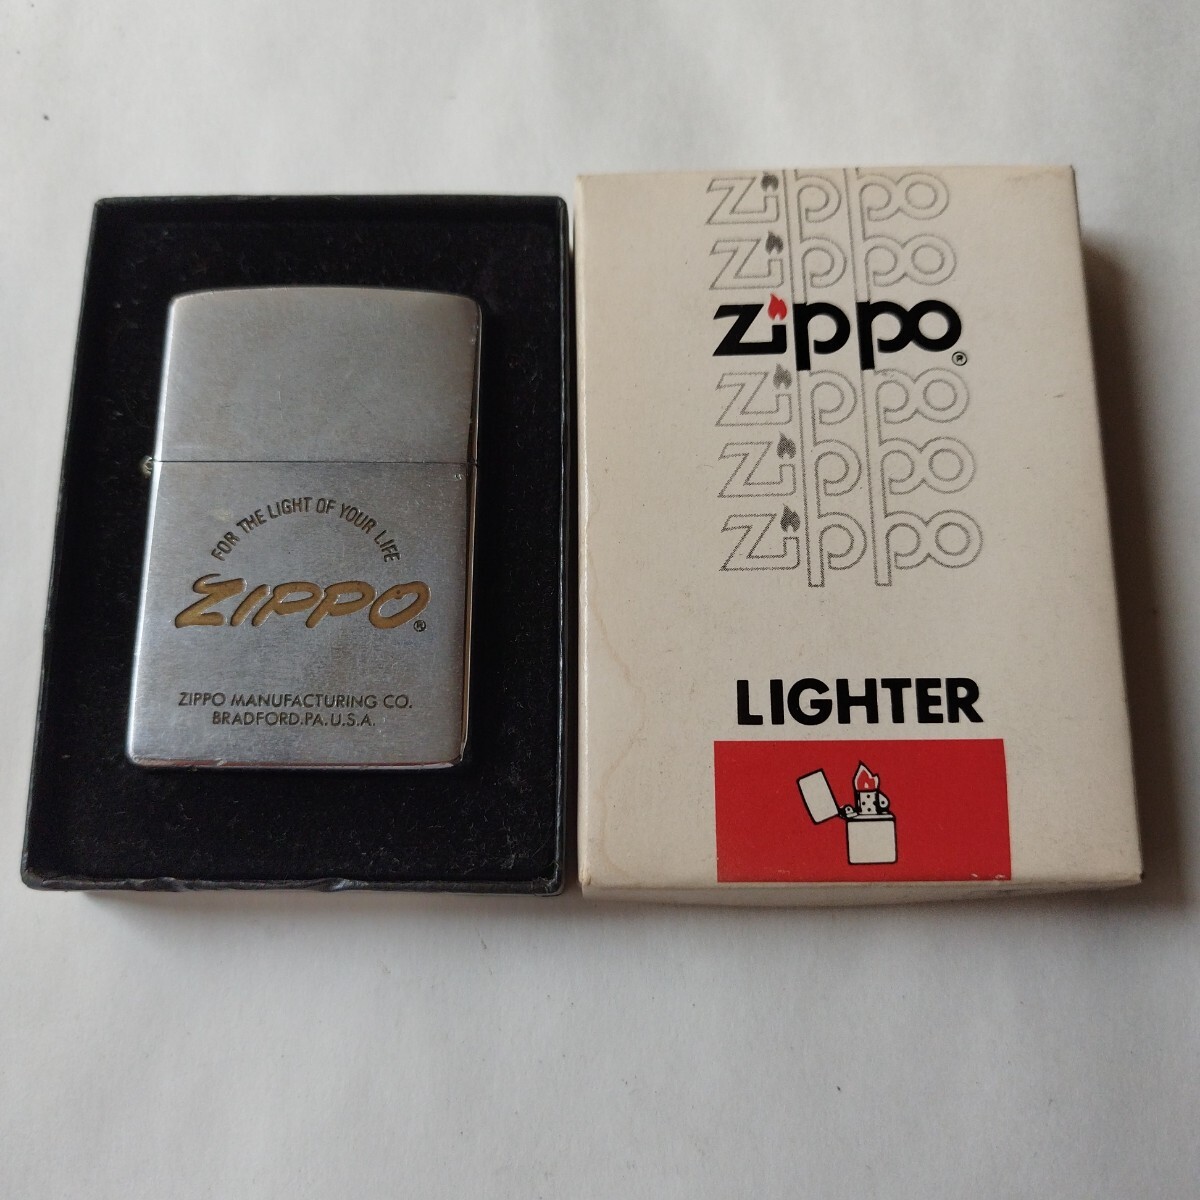 FOR THE LIGHT OF YOUR LIFE
ZIPPO®
ZIPPO MANUFACTURING CO.
BRADFORD.PA.U.S.A.
Zippo
Zippo
Zippo®
Zippo
Zippo
Zippo
LIGHTER